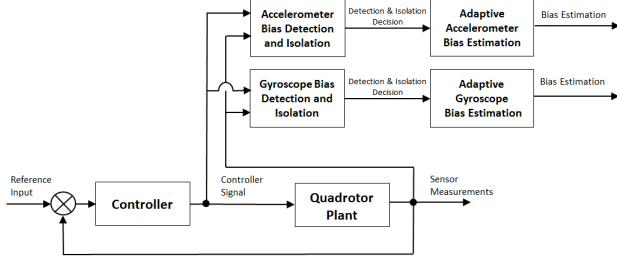 Accelerometer
Bias Detection
and Isolation
Detection & Isolation
Decision
Adaptive
Accelerometer
Bias Estimation
Bias Estimation
Gyroscope Bias
Detection and
Isolation
Detection & Isolation
Decision
Adaptive
Gyroscope
Bias Estimation
Bias Estimation
Reference
Input
Controller
Controller
Signal
Quadrotor
Plant
Sensor
Measurements